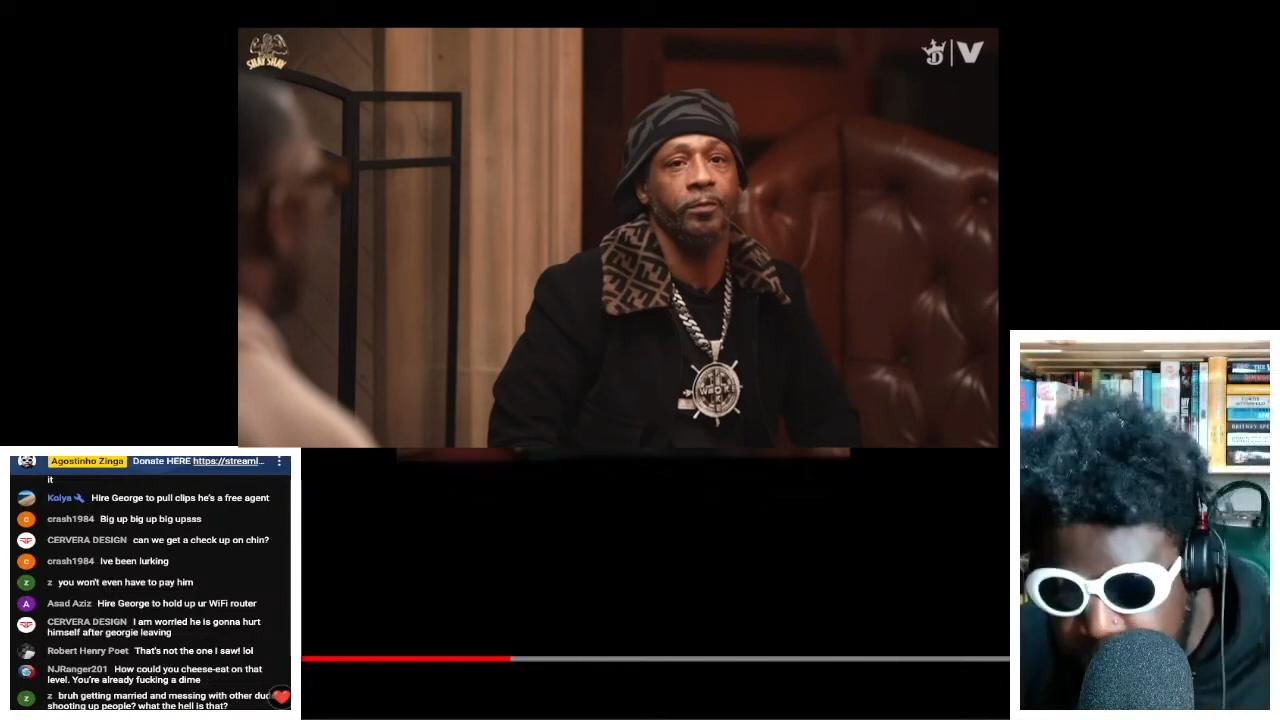 SHAY SHAY
Agostinho Zinga Donate HERE https://streaml...
it
Kolya Hire George to pull clips he's a free agent
crash1984 Big up big up big upsss
CERVERA DESIGN can we get a check up on chin?
crash1984 Ive been lurking
z you won't even have to pay him
Asad Aziz Hire George to hold up ur WiFi router
CERVERA DESIGN I am worried he is gonna hurt
himself after georgie leaving
Robert Henry Poet That's not the one I saw! lol
NJRanger201 How could you cheese-eat on that
level. You're already fucking a dime
z bruh getting married and messing with other dud
shooting up people? what the hell is that?
BRITNEY SPE